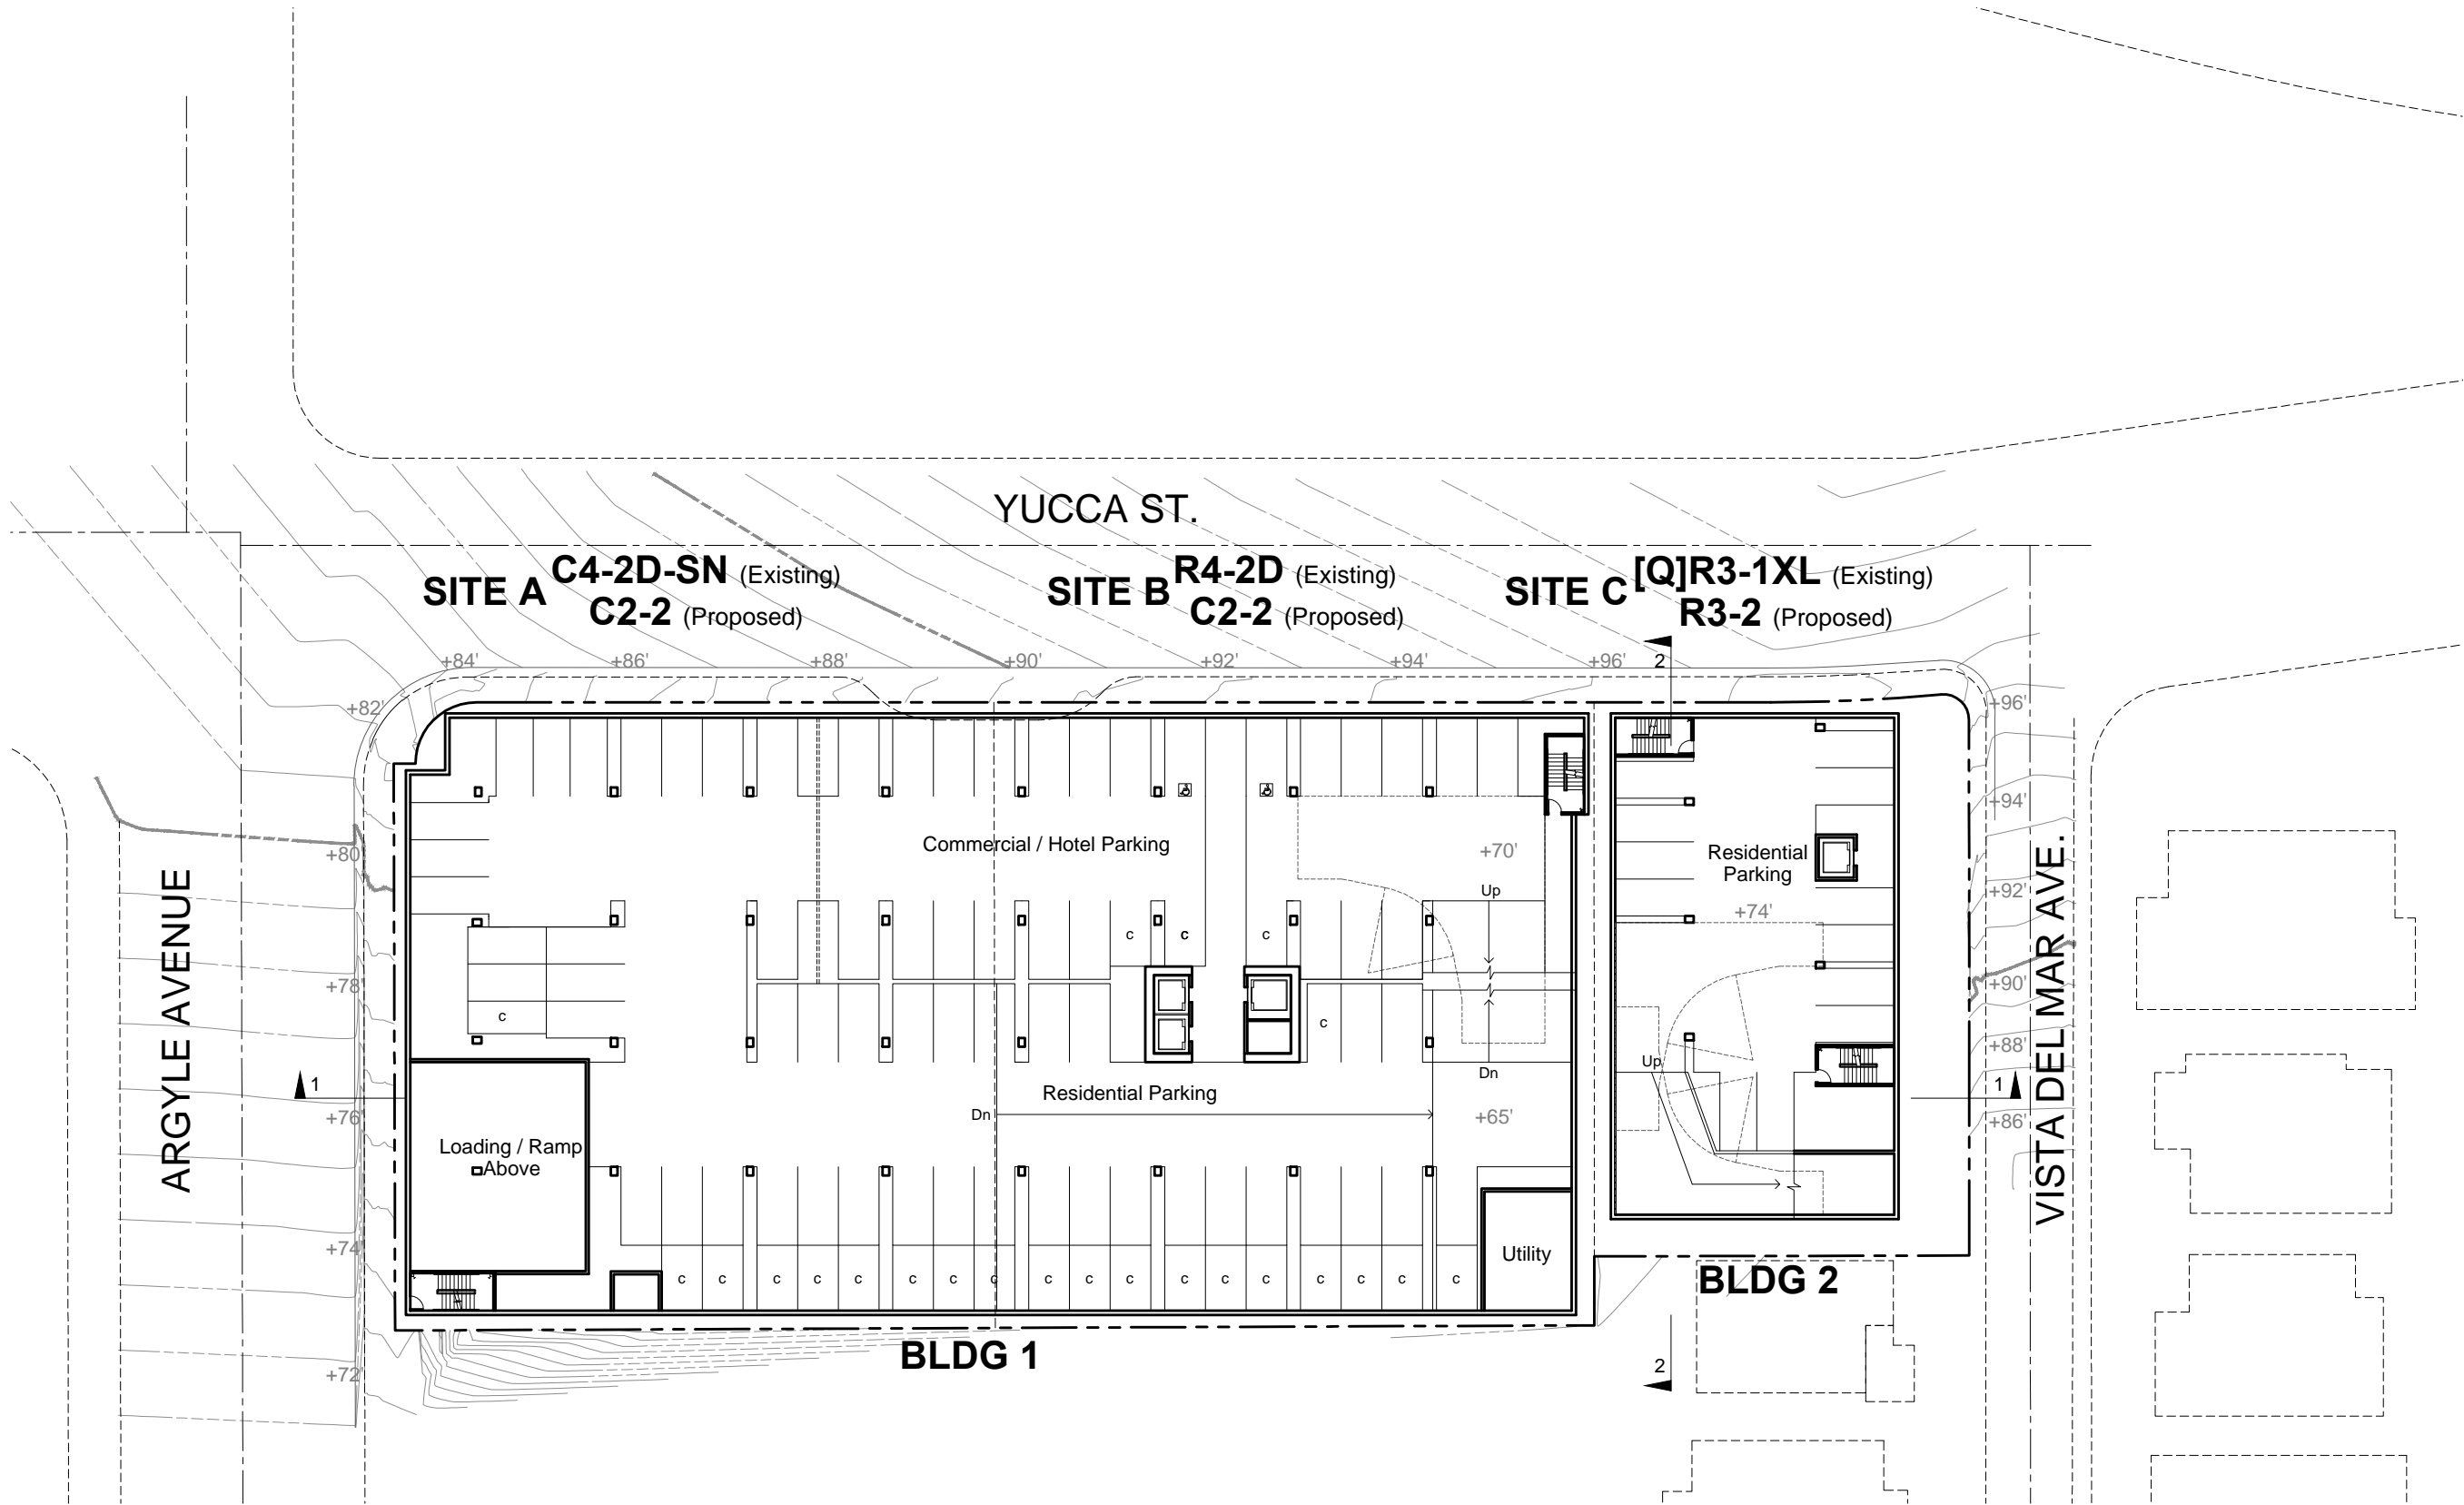 YUCCA ST.
SITE A
C4-2D-SN (Existing)
C2-2 (Proposed)
SITE B
R4-2D (Existing)
C2-2 (Proposed)
SITE C
[Q]R3-1XL (Existing)
R3-2 (Proposed)
+84'
+86'
+88'
+90'
+92'
+94'
+96'
2
+82'
+96'
+80'
+94'
Commercial / Hotel Parking
+70'
Residential
Parking
Up
+92'
+74'
c
c
c
ARGYLE AVENUE
VISTA DEL MAR AVE.
+78'
+90'
c
c
+88'
Up
Dn
1
1
Residential Parking
Dn
+76'
+65'
+86'
Loading / Ramp
Above
+74'
Utility
c c c c c c c c c c c c c c c c c c
BLDG 2
BLDG 1
2
+72'